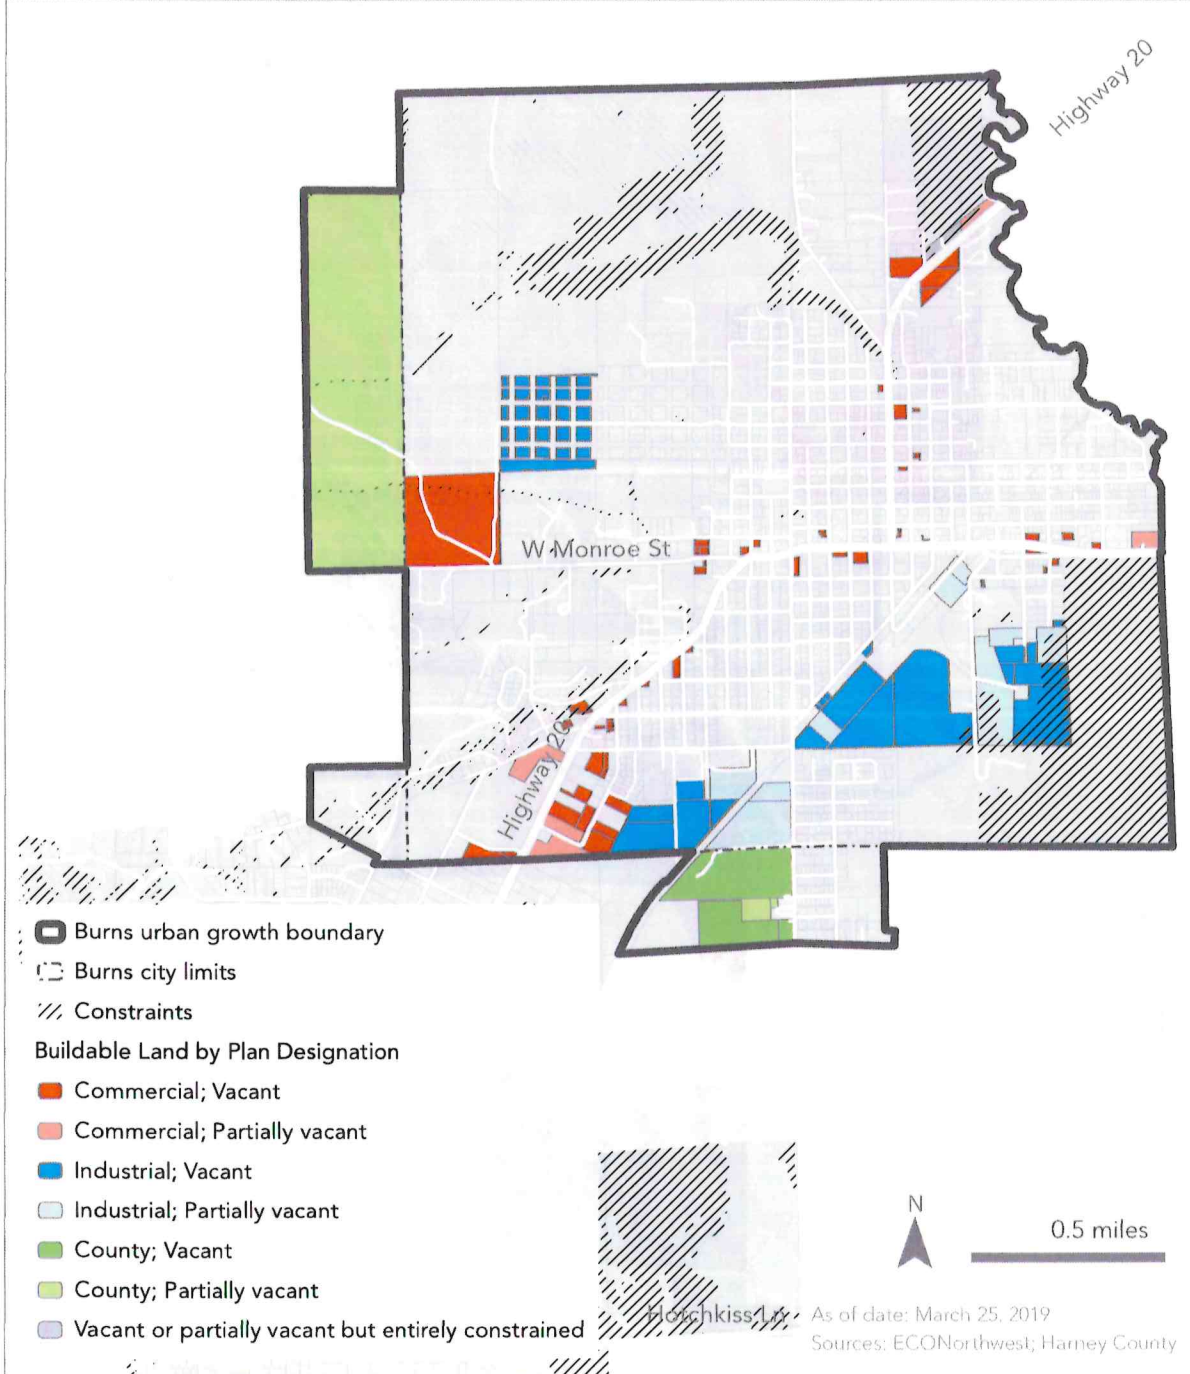 Highway 20
W Monroe St
Highway 20
Burns urban growth boundary
Burns city limits
Constraints
Buildable Land by Plan Designation
Commercial; Vacant
Commercial; Partially vacant
Industrial; Vacant
Industrial; Partially vacant
County; Vacant
County; Partially vacant
Vacant or partially vacant but entirely constrained
Hotchkiss Ln
N
0.5 miles
As of date: March 25, 2019
Sources: ECONorthwest; Harney County